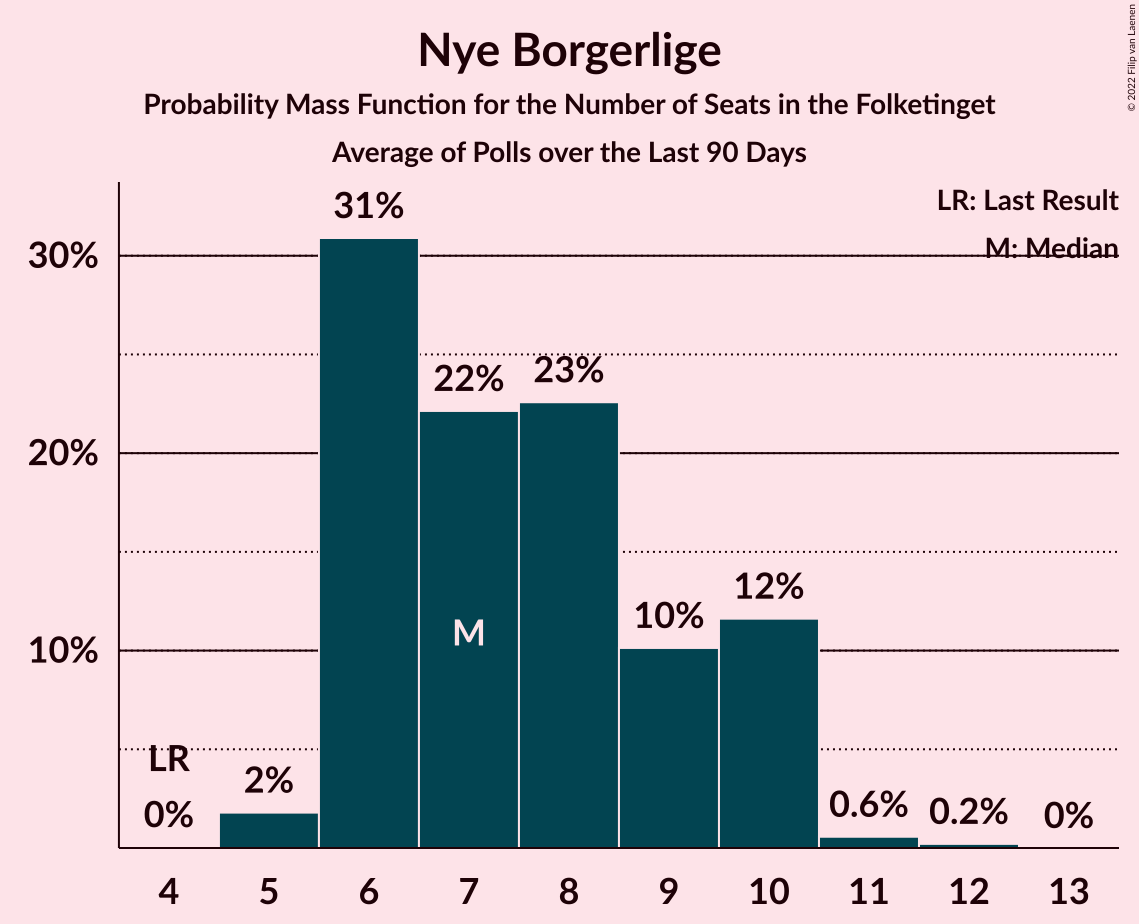 Nye Borgerlige
Probability Mass Function for the Number of Seats in the Folketinget
Average of Polls over the Last 90 Days
© 2022 Filip van Laenen
LR: Last Result
M: Median
30%
20%
10%
LR
0%
2%
31%
22%
M
23%
10%
12%
0.6%
0.2%
0%
4 5 6 7 8 9 10 11 12 13